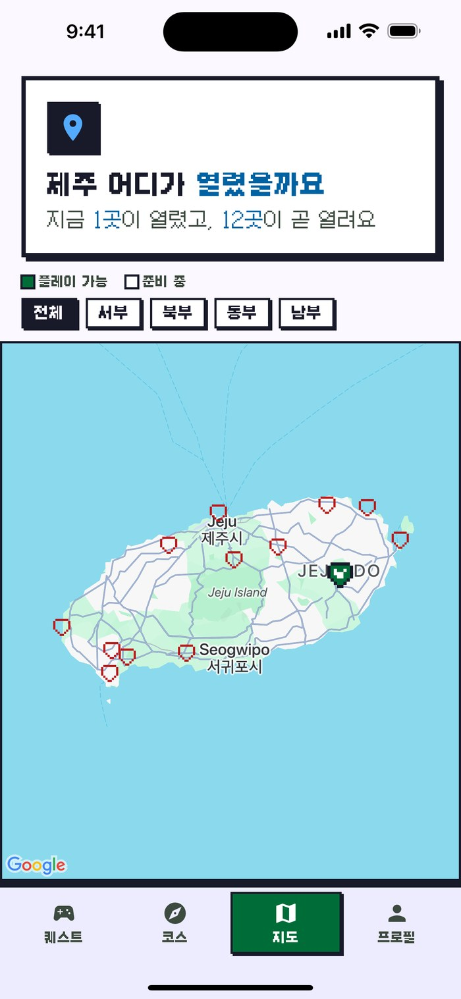 9:41
제주 어디가 열렸을까요
지금 1곳이 열렸고, 12곳이 곧 열려요
플레이 가능 준비 중
전체 서부 북부 동부 남부
Jeju
제주시
JEJ DO
Jeju Island
Seogwipo
서귀포시
Google
퀘스트 코스 지도 프로필